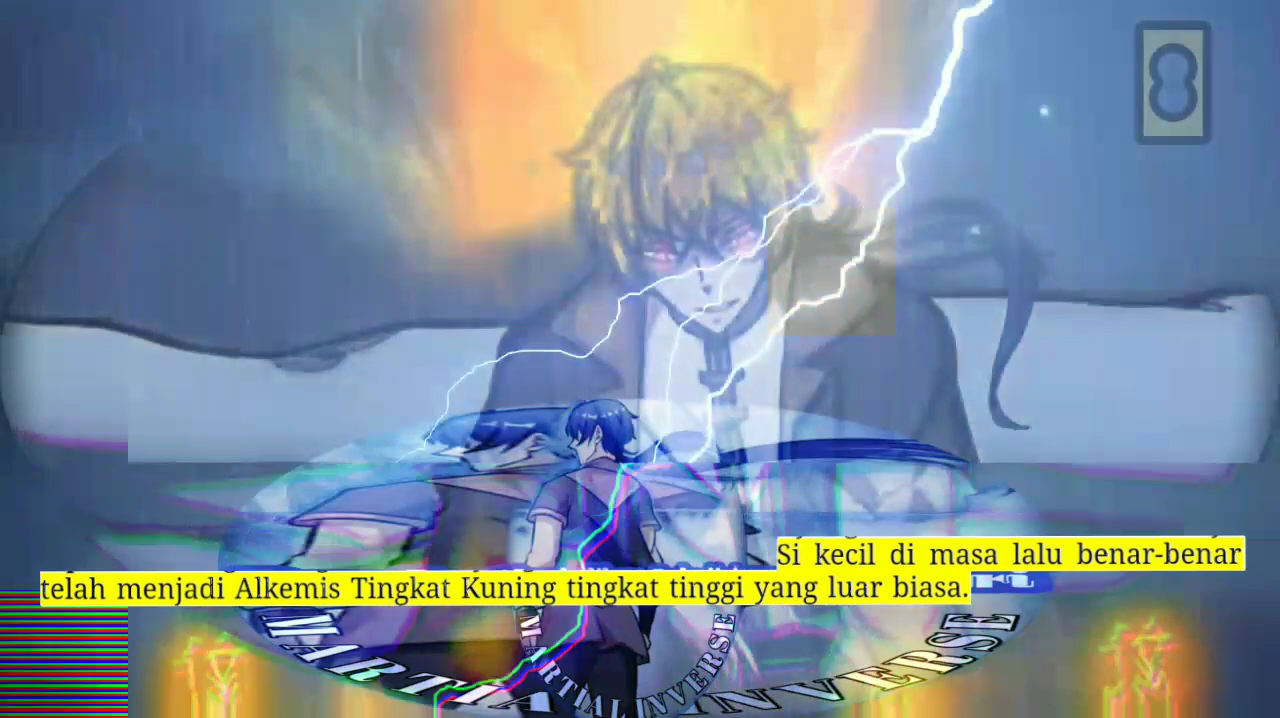 8
Si kecil di masa lalu benar-benar
telah menjadi Alkemis Tingkat Kuning tingkat tinggi yang luar biasa.
MARTIAL INVERSE
MARTIAL INVERSE